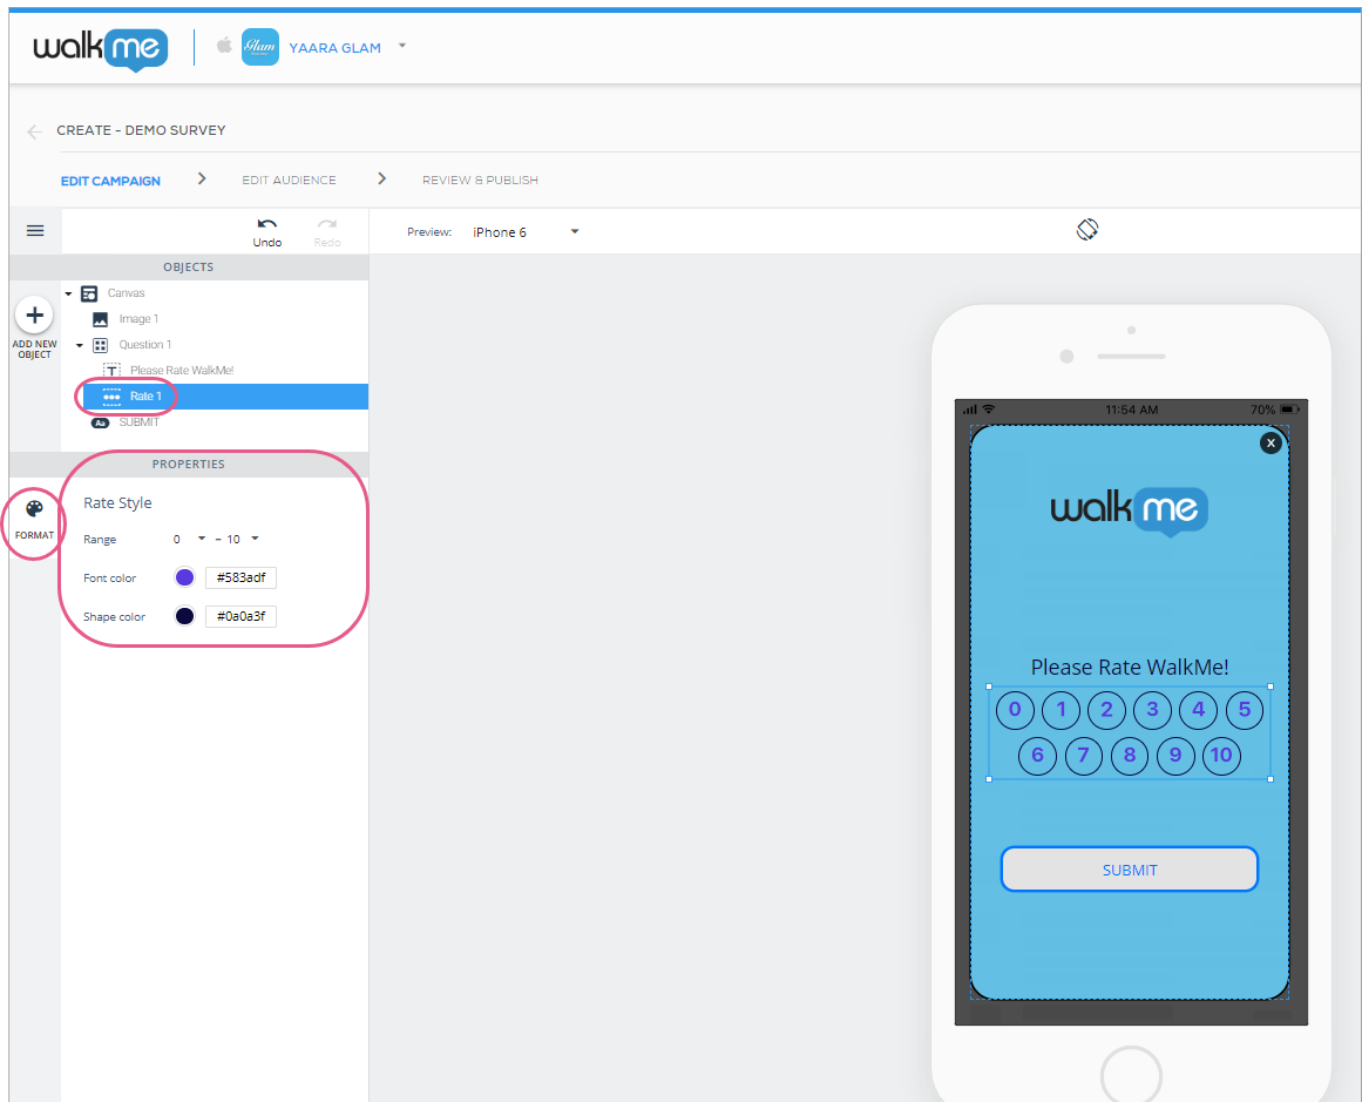 walkme
Glam
YAARA GLAM
CREATE - DEMO SURVEY
EDIT CAMPAIGN
EDIT AUDIENCE
REVIEW & PUBLISH
Undo
Redo
Preview:
iPhone 6
OBJECTS
Canvas
Image 1
ADD NEW
OBJECT
Question 1
T
Please Rate WalkMe!
Rate 1
Aa
SUBMIT
PROPERTIES
FORMAT
Rate Style
Range
0
- 10
Font color
#583adf
Shape color
#0a0a3f
11:54 AM
70%
x
walkme
Please Rate WalkMe!
0 1 2 3 4 5
6 7 8 9 10
SUBMIT